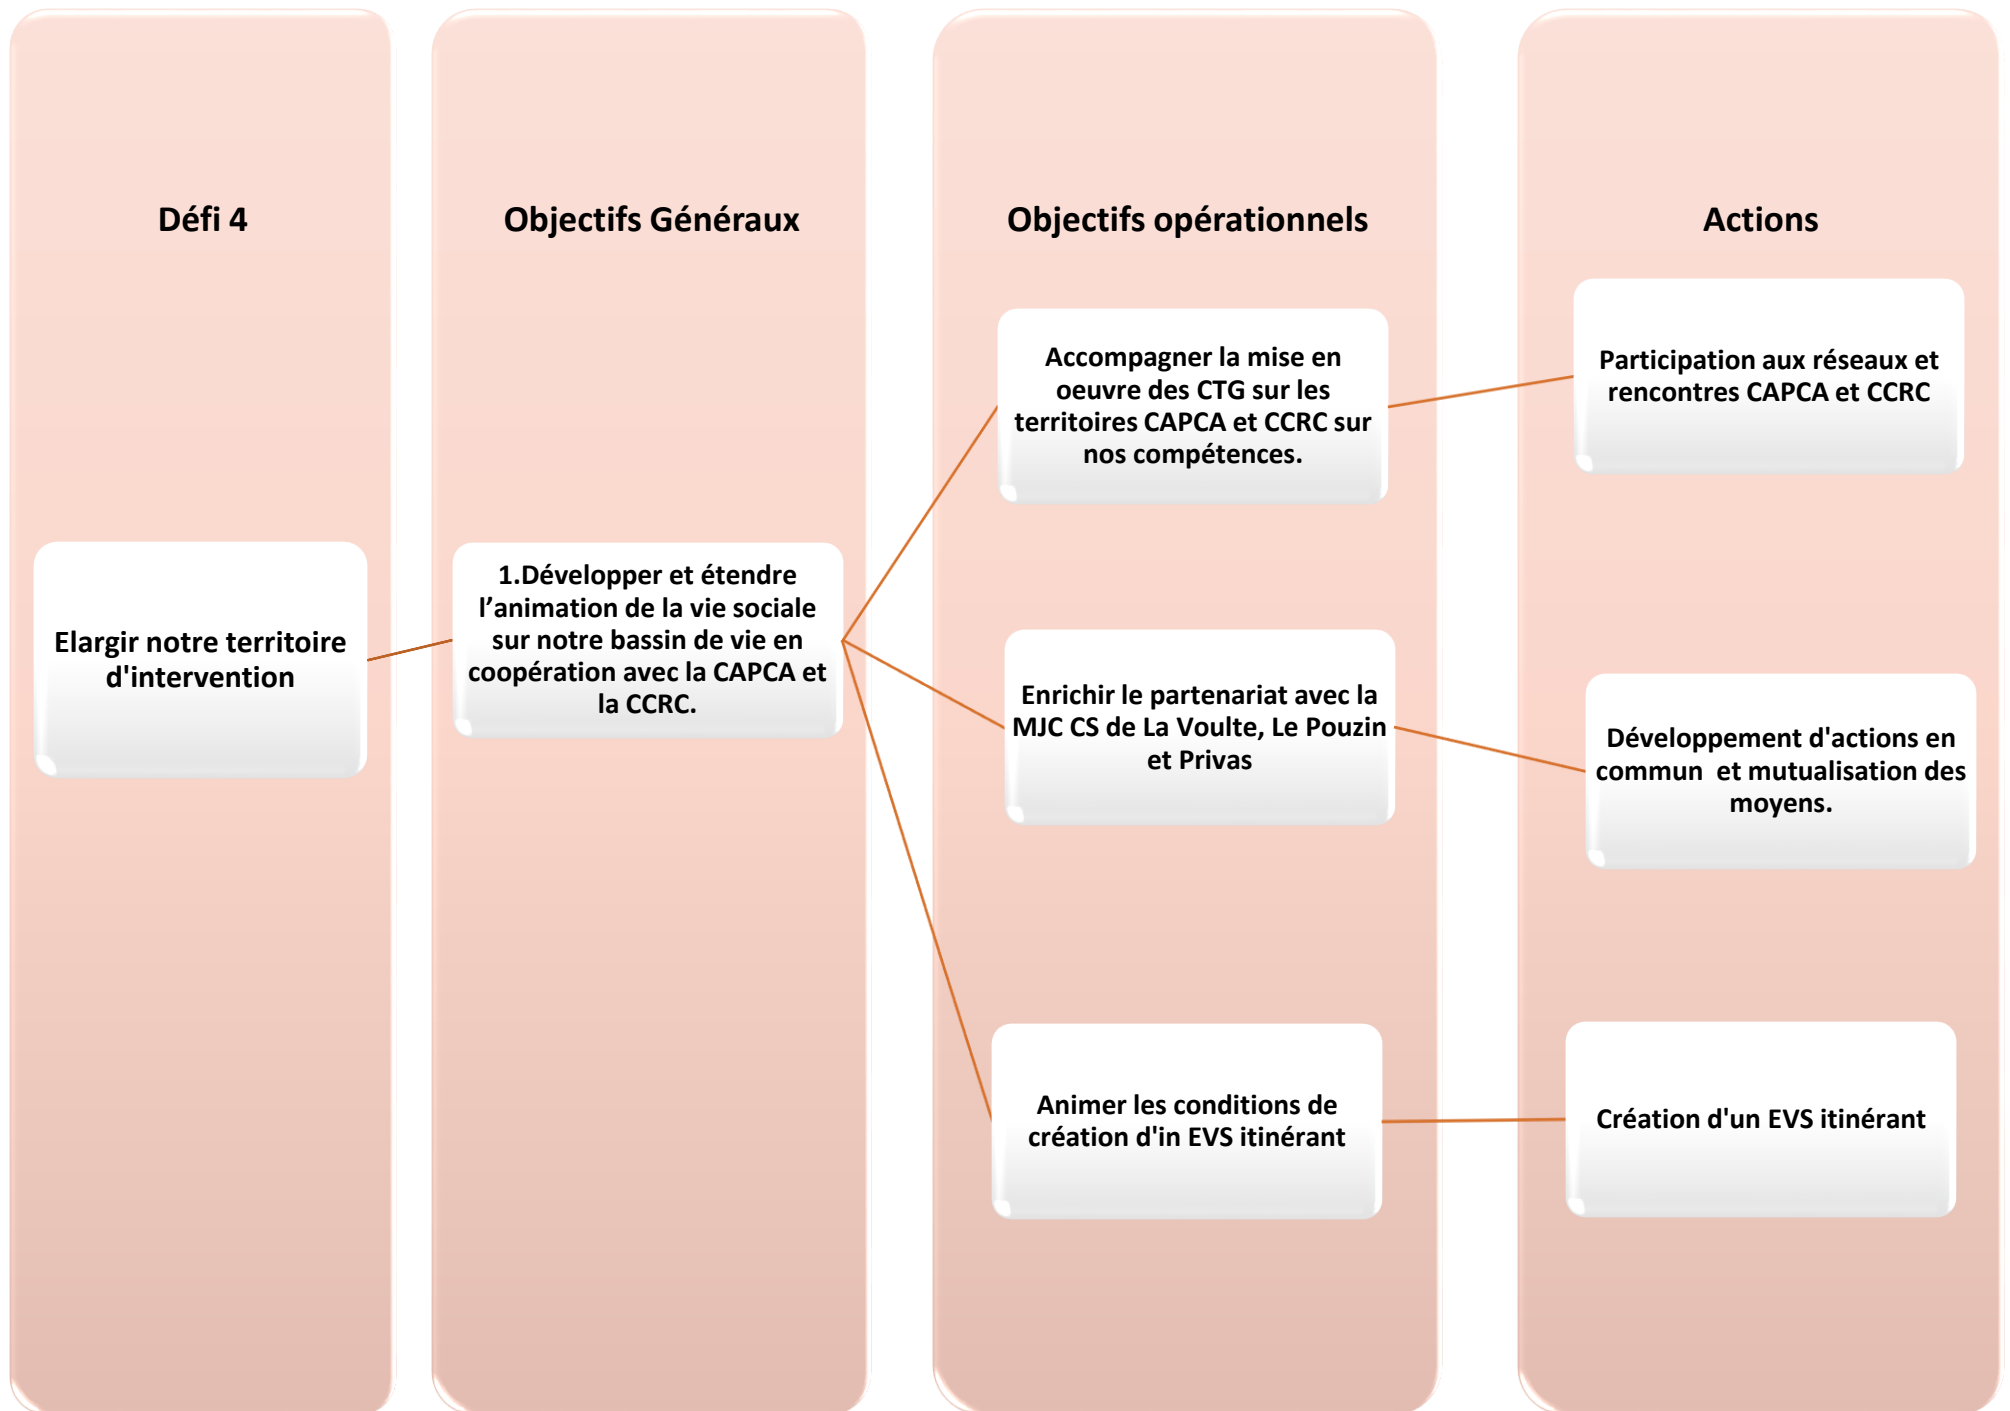 Défi 4
Elargir notre territoire
d'intervention
Objectifs Généraux
1.Développer et étendre
l’animation de la vie sociale
sur notre bassin de vie en
coopération avec la CAPCA et
la CCRC.
Objectifs opérationnels
Accompagner la mise en
oeuvre des CTG sur les
territoires CAPCA et CCRC sur
nos compétences.
Enrichir le partenariat avec la
MJC CS de La Voulte, Le Pouzin
et Privas
Animer les conditions de
création d'in EVS itinérant
Actions
Participation aux réseaux et
rencontres CAPCA et CCRC
Développement d'actions en
commun  et mutualisation des
moyens.
Création d'un EVS itinérant